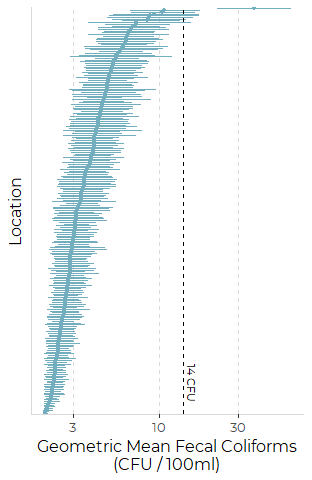 Location
14 CFU
3
10
30
Geometric Mean Fecal Coliforms
(CFU / 100ml)